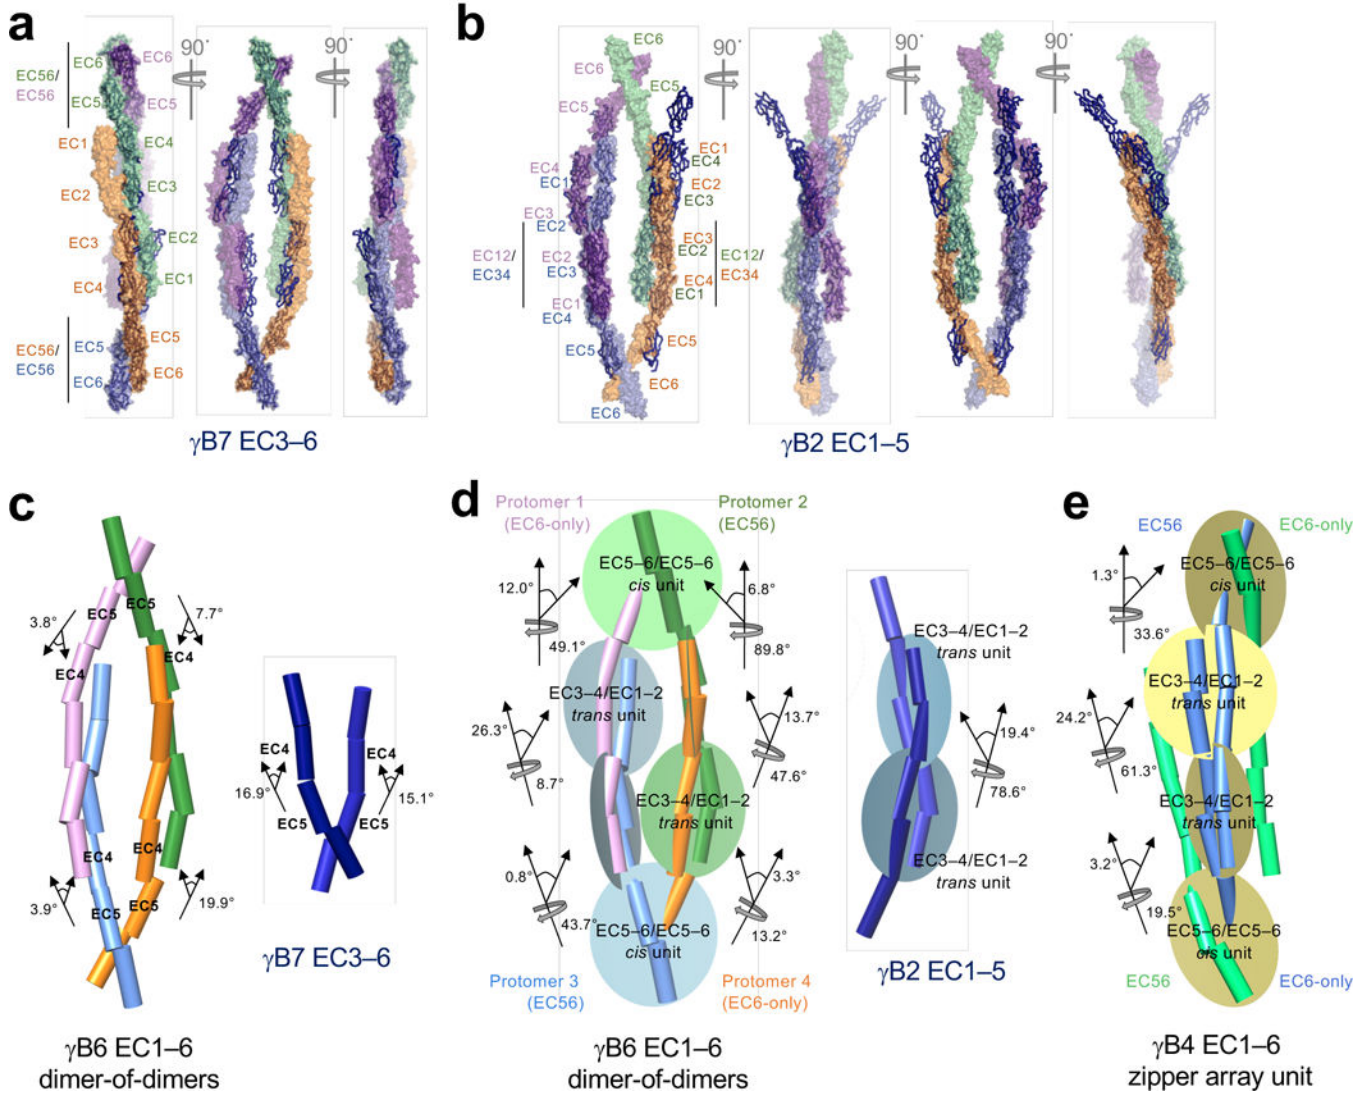 a
90°
90°
EC56/
EC56
EC6
EC6
EC5
EC5
EC1
EC4
EC2
EC3
EC3
EC2
EC4
EC1
EC56/
EC56
EC5
EC5
EC6
EC6
γB7 EC3–6
b
90°
90°
90°
EC6
EC6
EC5
EC5
EC1
EC4
EC4
EC1
EC2
EC3
EC3
EC2
EC12/
EC34
EC2
EC3
EC3
EC2
EC12/
EC34
EC4
EC1
EC1
EC4
EC5
EC5
EC6
EC6
γB2 EC1–5
c
3.8°
EC5
EC5
7.7°
EC4
EC4
EC4
EC4
3.9°
EC5
EC5
19.9°
EC4
EC4
16.9°
15.1°
EC5
EC5
γB7 EC3–6
γB6 EC1–6
dimer-of-dimers
d
Protomer 1
(EC6-only)
Protomer 2
(EC56)
EC5–6/EC5–6
cis unit
12.0°
49.1°
6.8°
89.8°
EC3–4/EC1–2
trans unit
26.3°
8.7°
13.7°
47.6°
EC3–4/EC1–2
trans unit
0.8°
43.7°
3.3°
13.2°
EC5–6/EC5–6
cis unit
Protomer 3
(EC56)
Protomer 4
(EC6-only)
γB6 EC1–6
dimer-of-dimers
EC3–4/EC1–2
trans unit
19.4°
78.6°
EC3–4/EC1–2
trans unit
γB2 EC1–5
e
EC56
EC6-only
EC5–6/EC5–6
cis unit
1.3°
33.6°
EC3–4/EC1–2
trans unit
24.2°
61.3°
EC3–4/EC1–2
trans unit
3.2°
19.5°
EC5–6/EC5–6
cis unit
EC56
EC6-only
γB4 EC1–6
zipper array unit